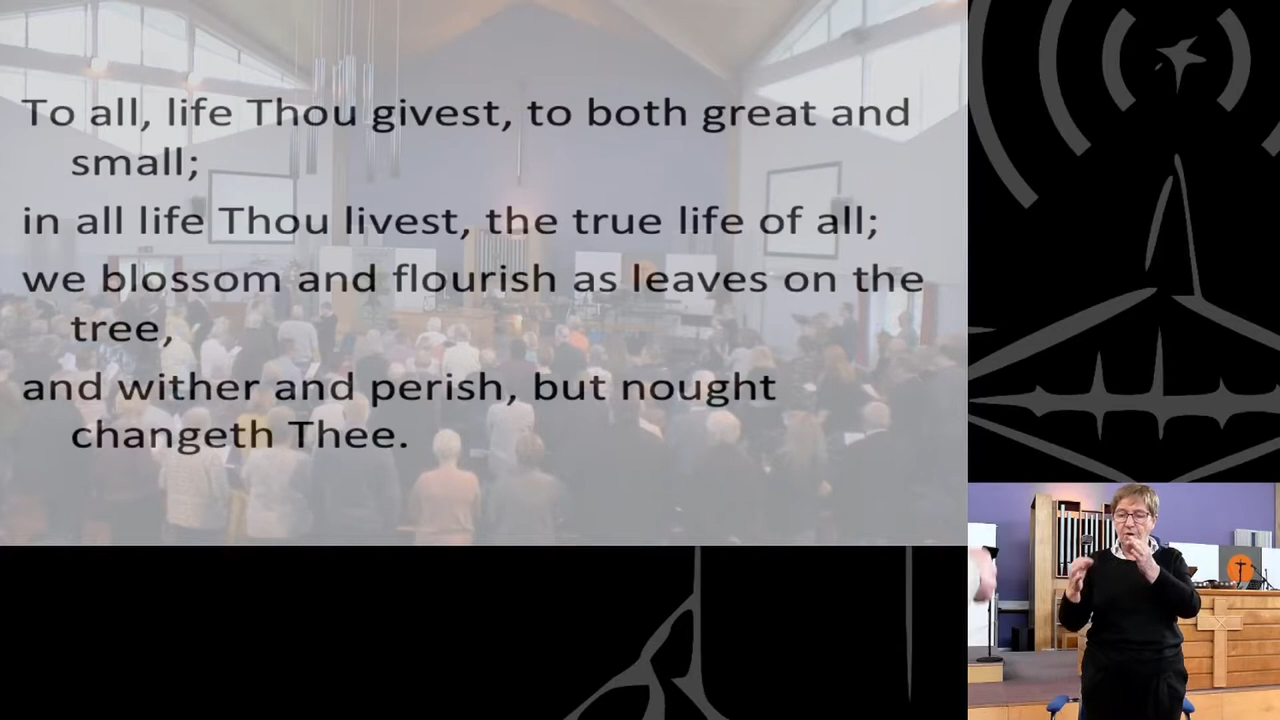 To all, life Thou givest, to both great and
small;
in all life Thou livest, the true life of all;
we blossom and flourish as leaves on the
tree,
and wither and perish, but nought
changeth Thee.